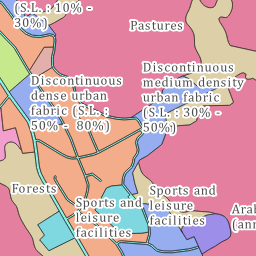 (S.L. : 10% -
30%)
Pastures
Discontinuous
dense urban
fabric (S.L. :
50% - 80%)
Discontinuous
medium density
urban fabric
(S.L. : 30% -
50%)
Forests
Sports and
leisure
facilities
Sports and
leisure
facilities
(ann